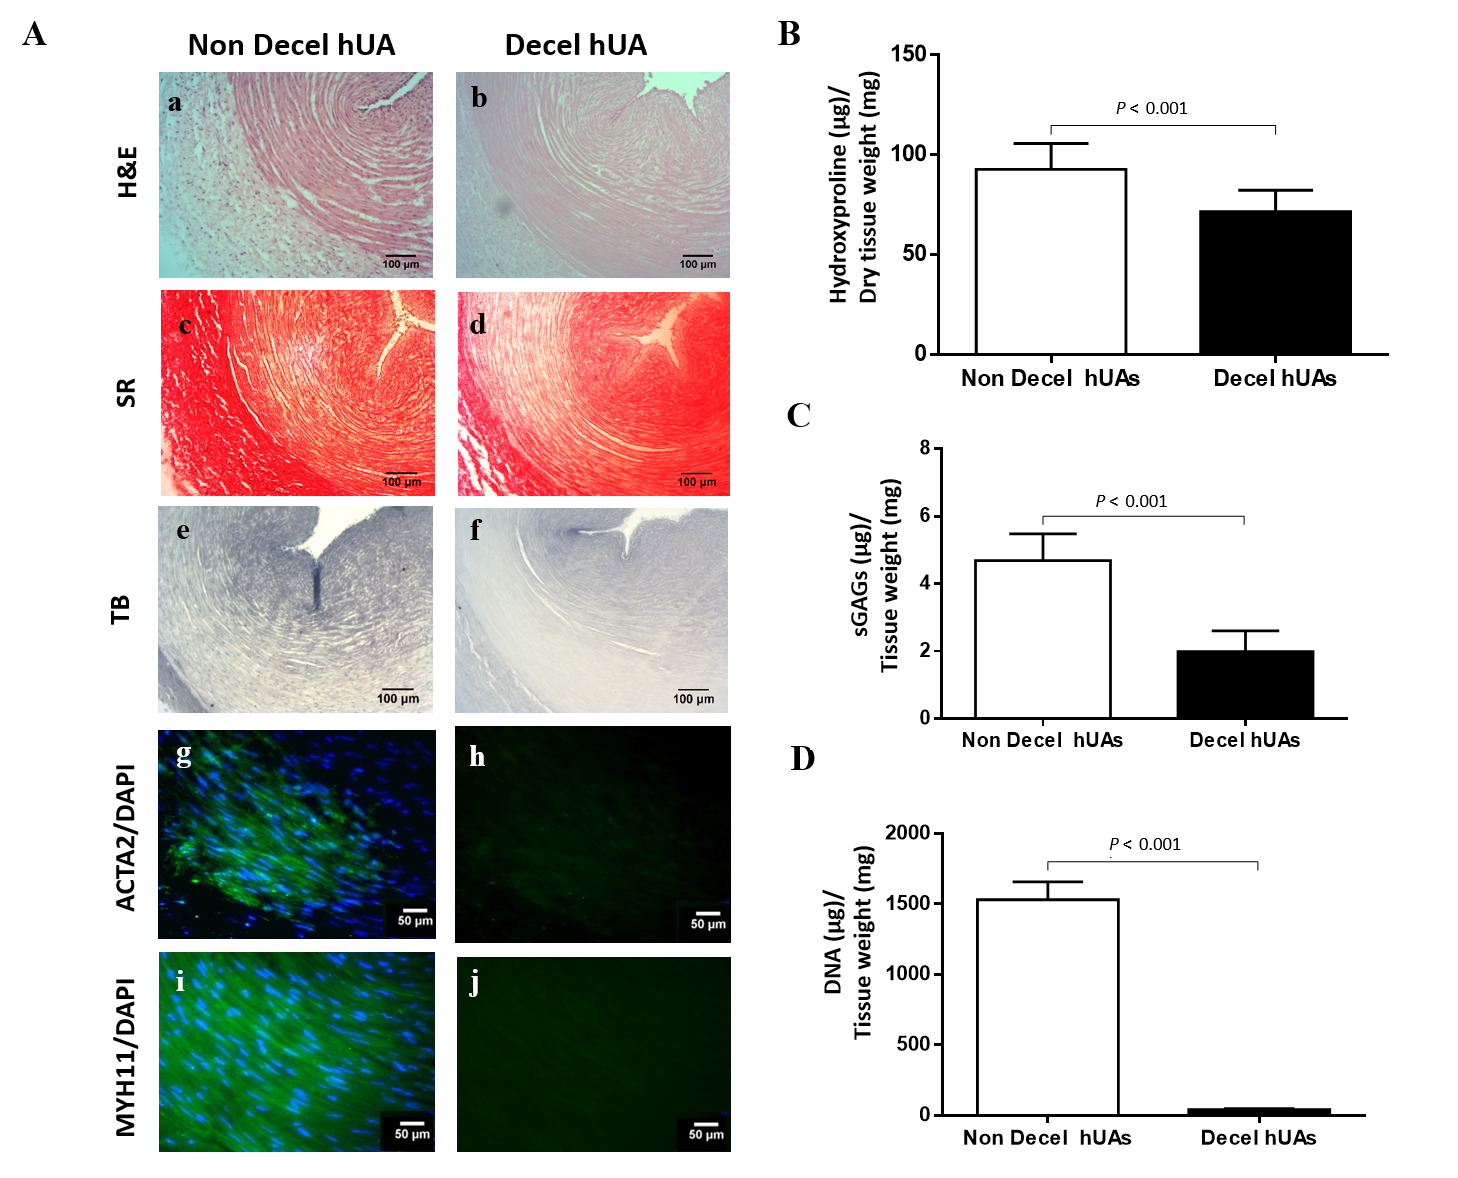 A
Non Decel hUA
Decel hUA
H&E
a
100 µm
b
100 µm
SR
c
100 µm
d
100 µm
TB
e
100 µm
f
100 µm
ACTA2/DAPI
g
50 µm
h
50 µm
MYH11/DAPI
i
50 µm
j
50 µm
B
Hydroxyproline (µg)/
Dry tissue weight (mg)
150
100
50
0
P < 0.001
Non Decel hUAs
Decel hUAs
C
sGAGs (µg)/
Tissue weight (mg)
8
6
4
2
0
P < 0.001
Non Decel hUAs
Decel hUAs
D
DNA (µg)/
Tissue weight (mg)
2000
1500
1000
500
0
P < 0.001
Non Decel hUAs
Decel hUAs